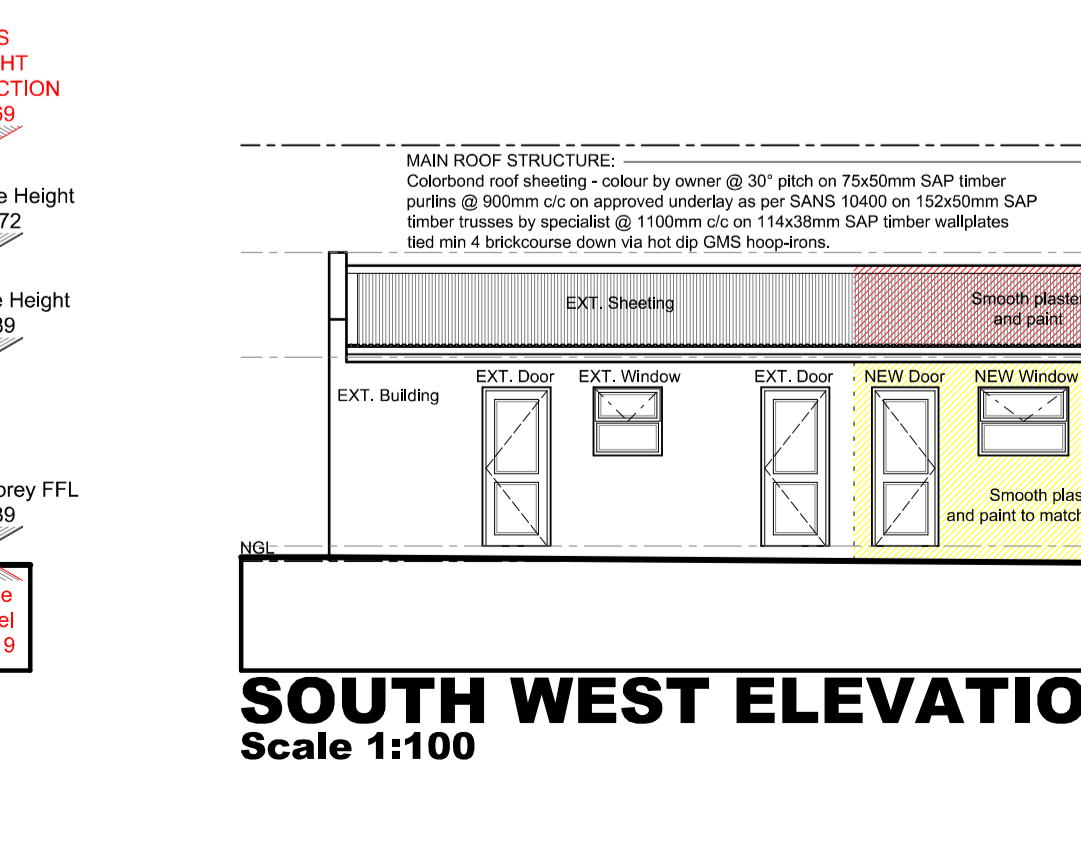 S
HT
CTION
69
e Height
72
e Height
39
orey FFL
39
e
el
9
MAIN ROOF STRUCTURE:
Colorbond roof sheeting - colour by owner @ 30° pitch on 75x50mm SAP timber
purlins @ 900mm c/c on approved underlay as per SANS 10400 on 152x50mm SAP
timber trusses by specialist @ 1100mm c/c on 114x38mm SAP timber wallplates
tied min 4 brickcourse down via hot dip GMS hoop-irons.
EXT. Sheeting
Smooth plaster
and paint
EXT. Door
EXT. Window
EXT. Door
NEW Door
NEW Window
EXT. Building
Smooth plas
and paint to match
NGL
SOUTH WEST ELEVATIO
Scale 1:100